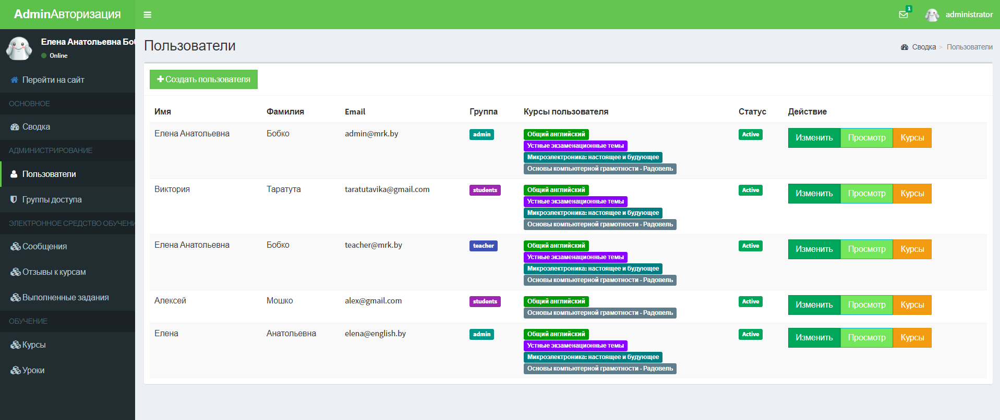 AdminАвторизация
1
administrator
Елена Анатольевна Боб
Online
Перейти на сайт
ОСНОВНОЕ
Сводка
АДМИНИСТРИРОВАНИЕ
Пользователи
Группы доступа
ЭЛЕКТРОННОЕ СРЕДСТВО ОБУЧЕНИ
Сообщения
Отзывы к курсам
Выполненные задания
ОБУЧЕНИЕ
Курсы
Уроки
Пользователи
Сводка > Пользователи
Создать пользователя
Имя Фамилия Email Группа Курсы пользователя Статус Действие
Елена Анатольевна Бобко admin@mrk.by admin Общий английский Active Изменить Просмотр Курсы
Устные экзаменационные темы
Микроэлектроника: настоящее и будующее
Основы компьютерной грамотности - Радовель
Виктория Таратута taratutavika@gmail.com students Общий английский Active Изменить Просмотр Курсы
Устные экзаменационные темы
Микроэлектроника: настоящее и будующее
Основы компьютерной грамотности - Радовель
Елена Анатольевна Бобко teacher@mrk.by teacher Общий английский Active Изменить Просмотр Курсы
Устные экзаменационные темы
Микроэлектроника: настоящее и будующее
Основы компьютерной грамотности - Радовель
Алексей Мошко alex@gmail.com students Общий английский Active Изменить Просмотр Курсы
Основы компьютерной грамотности - Радовель
Елена Анатольевна elena@english.by admin Общий английский Active Изменить Просмотр Курсы
Устные экзаменационные темы
Микроэлектроника: настоящее и будующее
Основы компьютерной грамотности - Радовель